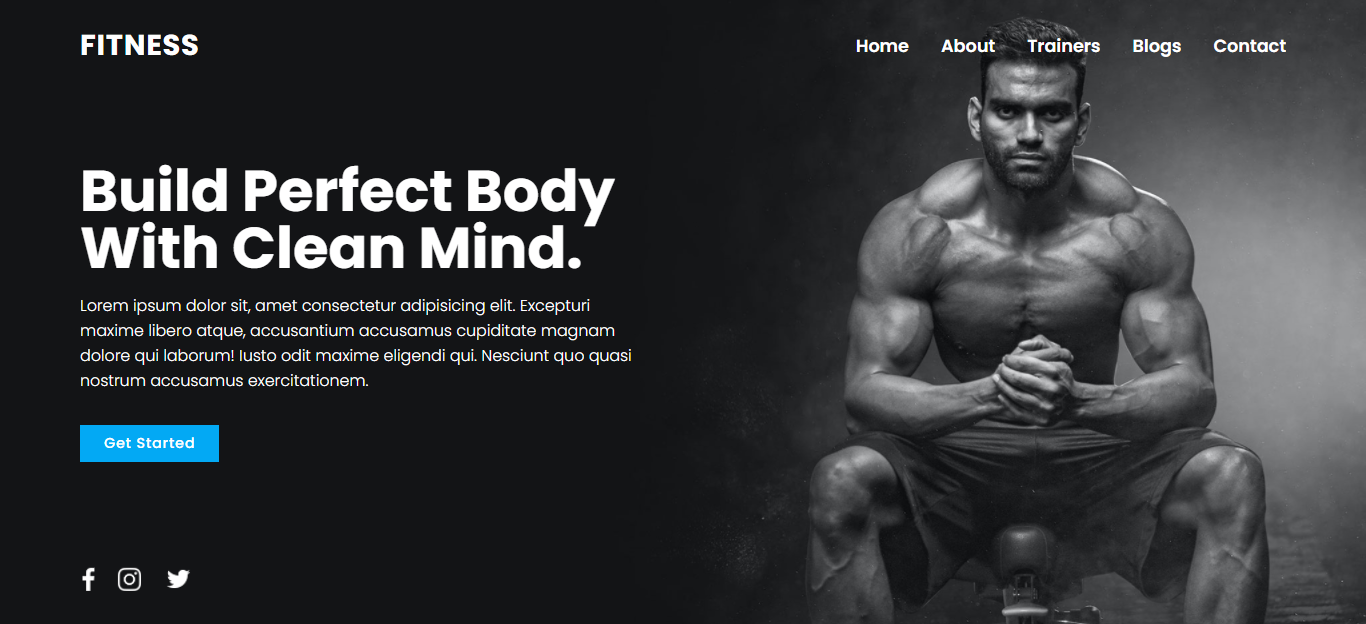 FITNESS
Home About Trainers Blogs Contact
Build Perfect Body
With Clean Mind.
Lorem ipsum dolor sit, amet consectetur adipisicing elit. Excepturi
maxime libero atque, accusantium accusamus cupiditate magnam
dolore qui laborum! Iusto odit maxime eligendi qui. Nesciunt quo quasi
nostrum accusamus exercitationem.
Get Started